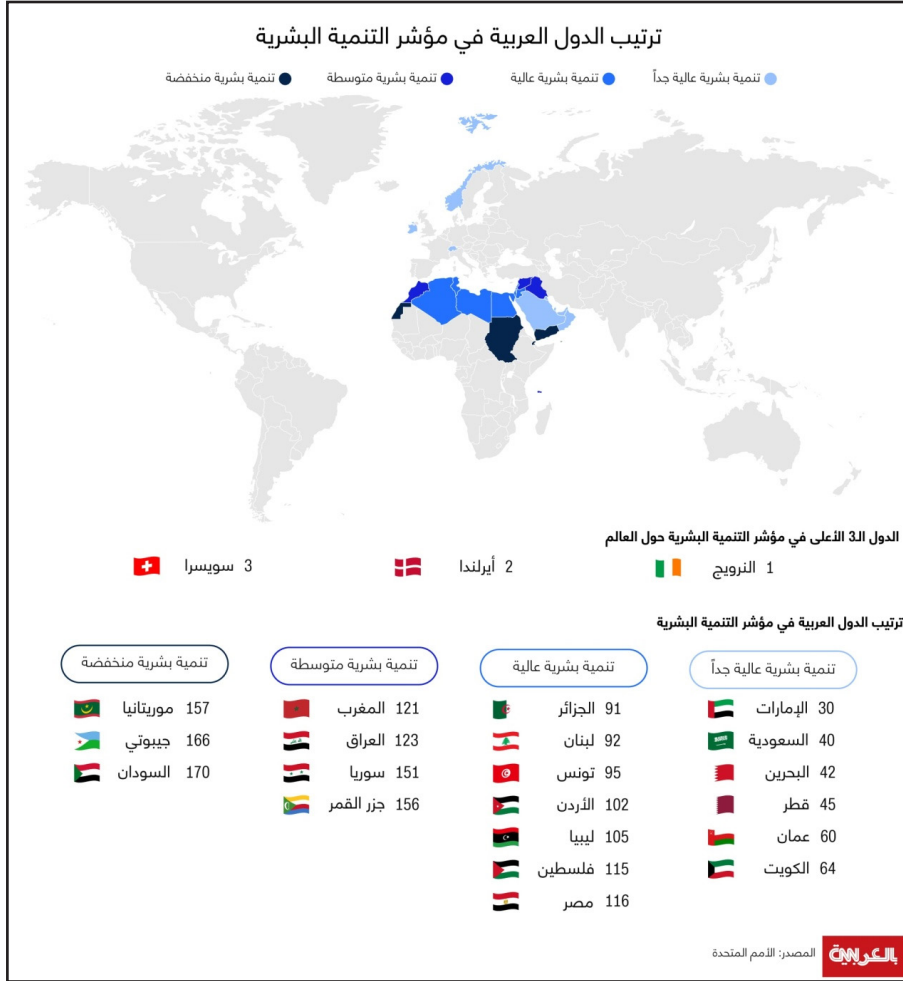 ترتيب الدول العربية في مؤشر التنمية البشرية
تنمية بشرية عالية جداً
تنمية بشرية عالية
تنمية بشرية متوسطة
تنمية بشرية منخفضة
الدول الـ3 الأعلى في مؤشر التنمية البشرية حول العالم
1 النرويج
2 أيرلندا
3 سويسرا
ترتيب الدول العربية في مؤشر التنمية البشرية
تنمية بشرية عالية جداً
30 الإمارات
40 السعودية
42 البحرين
45 قطر
60 عمان
64 الكويت
تنمية بشرية عالية
91 الجزائر
92 لبنان
95 تونس
102 الأردن
105 ليبيا
115 فلسطين
116 مصر
تنمية بشرية متوسطة
121 المغرب
123 العراق
151 سوريا
156 جزر القمر
تنمية بشرية منخفضة
157 موريتانيا
166 جيبوتي
170 السودان
بالعربية
المصدر: الأمم المتحدة